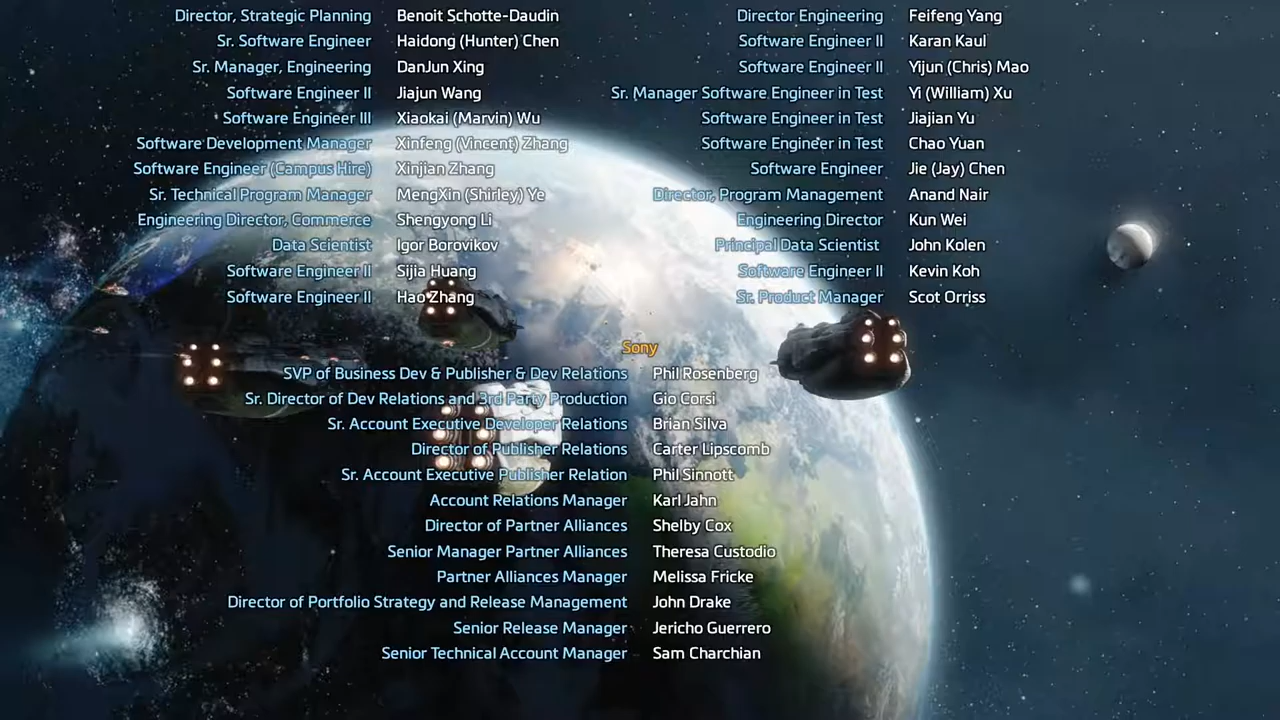 Director, Strategic Planning Benoit Schotte-Daudin Director Engineering Feifeng Yang
Sr. Software Engineer Haidong (Hunter) Chen Software Engineer II Karan Kaul
Sr. Manager, Engineering DanJun Xing Software Engineer II Yijun (Chris) Mao
Software Engineer II Jiajun Wang Sr. Manager Software Engineer in Test Yi (William) Xu
Software Engineer III Xiaokai (Marvin) Wu Software Engineer in Test Jiajian Yu
Software Development Manager Xinfeng (Vincent) Zhang Software Engineer in Test Chao Yuan
Software Engineer (Campus Hire) Xinjian Zhang Software Engineer Jie (Jay) Chen
Sr. Technical Program Manager MengXin (Shirley) Ye Director, Program Management Anand Nair
Engineering Director, Commerce Shengyong Li Engineering Director Kun Wei
Data Scientist Igor Borovikov Principal Data Scientist John Kolen
Software Engineer II Sijia Huang Software Engineer II Kevin Koh
Software Engineer II Hao Zhang Sr. Product Manager Scot Orriss
Sony
SVP of Business Dev & Publisher & Dev Relations Phil Rosenberg
Sr. Director of Dev Relations and 3rd Party Production Gio Corsi
Sr. Account Executive Developer Relations Brian Silva
Director of Publisher Relations Carter Lipscomb
Sr. Account Executive Publisher Relation Phil Sinnott
Account Relations Manager Karl Jahn
Director of Partner Alliances Shelby Cox
Senior Manager Partner Alliances Theresa Custodio
Partner Alliances Manager Melissa Fricke
Director of Portfolio Strategy and Release Management John Drake
Senior Release Manager Jericho Guerrero
Senior Technical Account Manager Sam Charchian